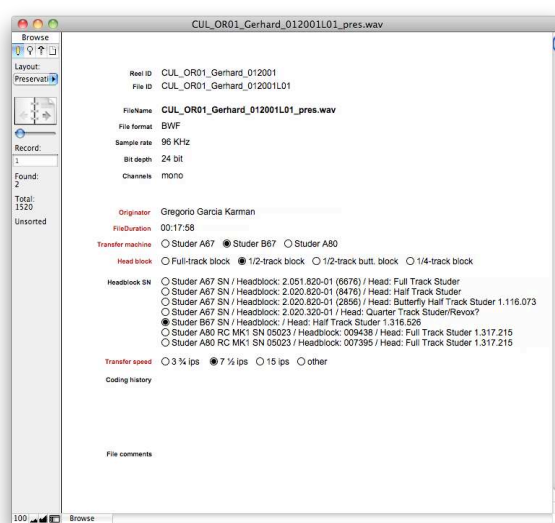 CUL_OR01_Gerhard_012001L01_pres.wav
Browse
Layout:
Preservati
Record:
1
Found:
2
Total:
1520
Unsorted
Reel ID CUL_OR01_Gerhard_012001
File ID CUL_OR01_Gerhard_012001L01
FileName CUL_OR01_Gerhard_012001L01_pres.wav
File format BWF
Sample rate 96 KHz
Bit depth 24 bit
Channels mono
Originator Gregorio Garcia Karman
FileDuration 00:17:58
Transfer machine Studer A67 Studer B67 Studer A80
Head block Full-track block 1/2-track block 1/2-track butt. block 1/4-track block
Headblock SN Studer A67 SN / Headblock: 2.051.820-01 (6676) / Head: Full Track Studer
Studer A67 SN / Headblock: 2.020.820-01 (8476) / Head: Half Track Studer
Studer A67 SN / Headblock: 2.020.820-01 (2856) / Head: Butterfly Half Track Studer 1.116.073
Studer A67 SN / Headblock: 2.020.320-01 / Head: Quarter Track Studer/Revox?
Studer B67 SN / Headblock: / Head: Half Track Studer 1.316.526
Studer A80 RC MK1 SN 05023 / Headblock: 009438 / Head: Full Track Studer 1.317.215
Studer A80 RC MK1 SN 05023 / Headblock: 007395 / Head: Full Track Studer 1.317.215
Transfer speed 3 ¾ ips 7 ½ ips 15 ips other
Coding history
File comments
100 Browse